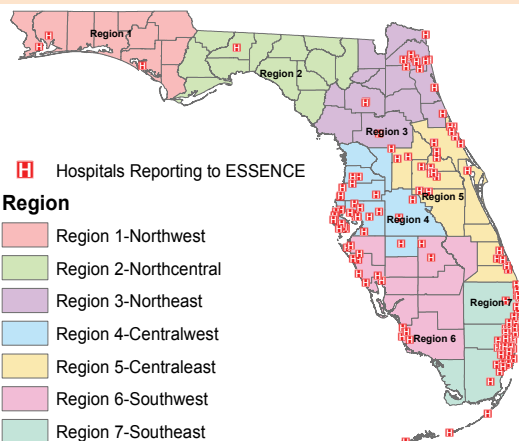 Region 1
Region 2
Region 3
H Hospitals Reporting to ESSENCE
Region
Region 5
Region 4
Region 1-Northwest
Region 2-Northcentral
Region 3-Northeast
Region 7
Region 4-Centralwest
Region 6
Region 5-Centraleast
Region 6-Southwest
Region 7-Southeast